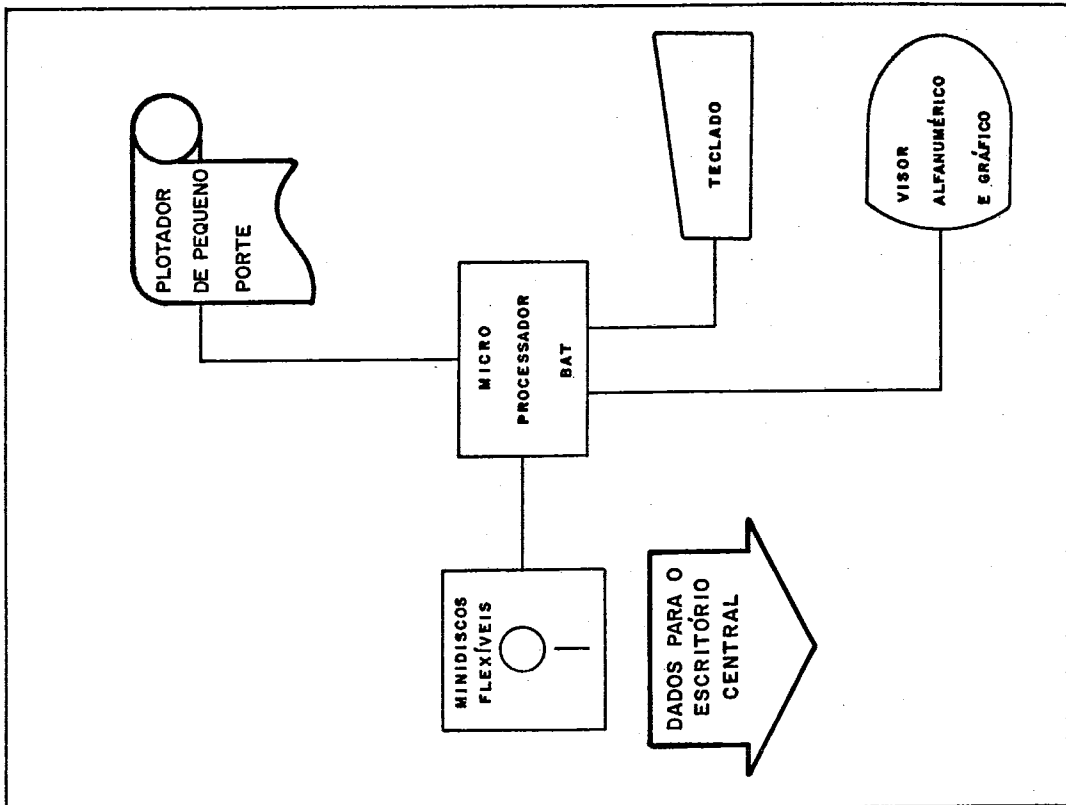 PLOTADOR
DE PEQUENO
PORTE
TECLADO
VISOR
ALFANUMÉRICO
E GRÁFICO
MICRO
PROCESSADOR
BAT
MINIDISCOS
FLEXÍVEIS
DADOS PARA O
ESCRITÓRIO
CENTRAL